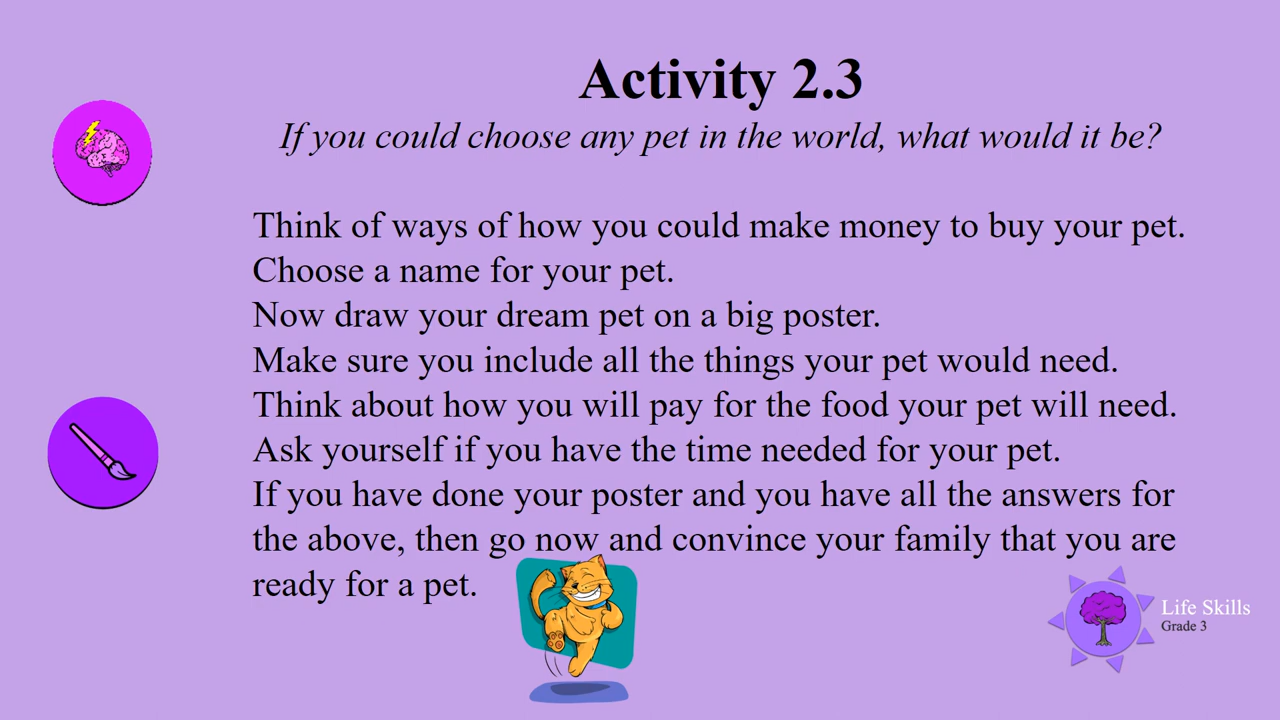 Activity 2.3
If you could choose any pet in the world, what would it be?
Think of ways of how you could make money to buy your pet.
Choose a name for your pet.
Now draw your dream pet on a big poster.
Make sure you include all the things your pet would need.
Think about how you will pay for the food your pet will need.
Ask yourself if you have the time needed for your pet.
If you have done your poster and you have all the answers for
the above, then go now and convince your family that you are
ready for a pet.
Life Skills
Grade 3